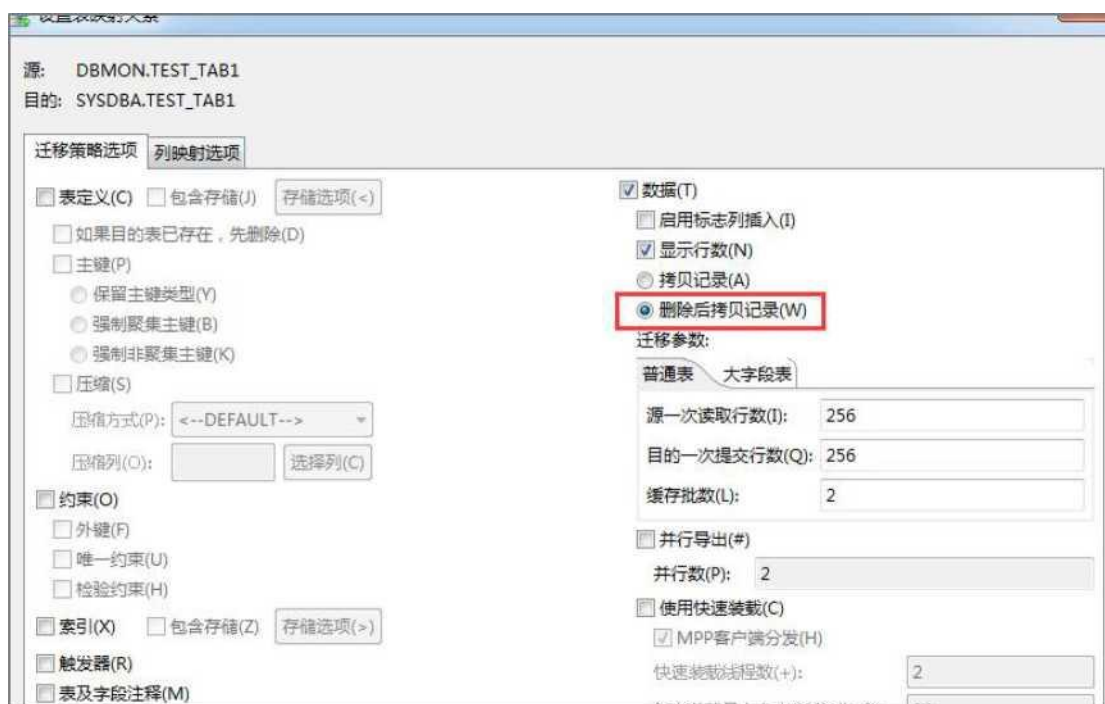 设置表映射关系
源: DBMON.TEST_TAB1
目的: SYSDBA.TEST_TAB1
迁移策略选项 列映射选项
表定义(C) 包含存储(J) 存储选项(<)
如果目的表已存在，先删除(D)
主键(P)
保留主键类型(Y)
强制聚集主键(B)
强制非聚集主键(K)
压缩(S)
压缩方式(P): <--DEFAULT-->
压缩列(O): 选择列(C)
约束(O)
外键(F)
唯一约束(U)
检验约束(H)
索引(X) 包含存储(Z) 存储选项(>)
触发器(R)
表及字段注释(M)
数据(T)
启用标志列插入(I)
显示行数(N)
拷贝记录(A)
删除后拷贝记录(W)
迁移参数:
普通表 大字段表
源一次读取行数(I): 256
目的一次提交行数(Q): 256
缓存批数(L): 2
并行导出(#)
并行数(P): 2
使用快速装载(C)
MPP客户端分发(H)
快速装载线程数(+): 2